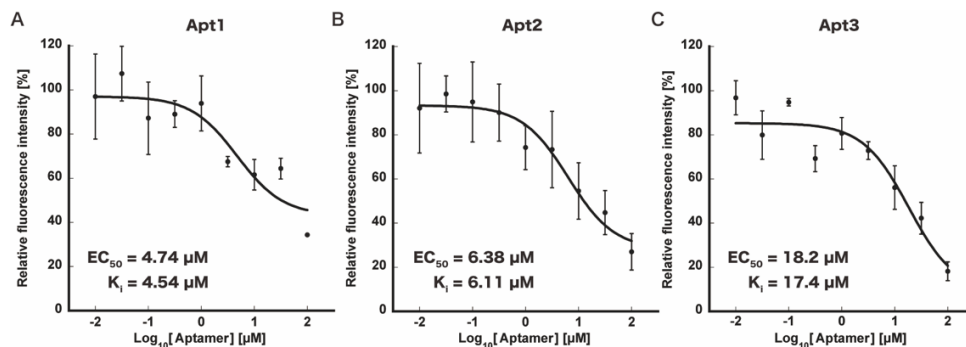 A
Apt1
Relative fluorescence intensity [%]
120
100
80
60
40
20
0
EC50 = 4.74 µM
Ki = 4.54 µM
-2
-1
0
1
2
Log10[Aptamer] [µM]
B
Apt2
Relative fluorescence intensity [%]
120
100
80
60
40
20
0
EC50 = 6.38 µM
Ki = 6.11 µM
-2
-1
0
1
2
Log10[Aptamer] [µM]
C
Apt3
Relative fluorescence intensity [%]
120
100
80
60
40
20
0
EC50 = 18.2 µM
Ki = 17.4 µM
-2
-1
0
1
2
Log10[Aptamer] [µM]